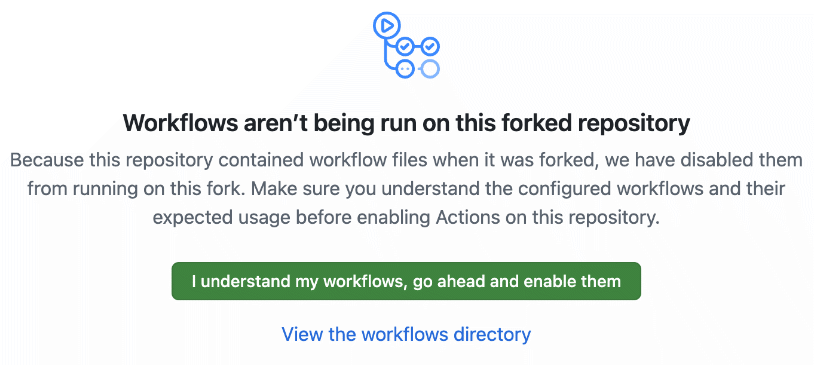 Workflows aren’t being run on this forked repository
Because this repository contained workflow files when it was forked, we have disabled them
from running on this fork. Make sure you understand the configured workflows and their
expected usage before enabling Actions on this repository.
I understand my workflows, go ahead and enable them
View the workflows directory